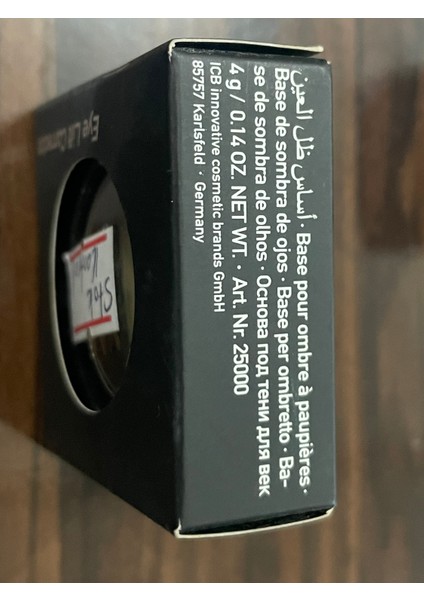 أساس ظل العين · Base pour ombre à paupières ·
Base de sombra de ojos · Base per ombretto · Ba-
se de sombra de olhos · Основа под тени для век
4 g / 0.14 OZ. NET WT. · Art. Nr. 25000
ICB innovative cosmetic brands GmbH
85757 Karlsfeld · Germany
Eye